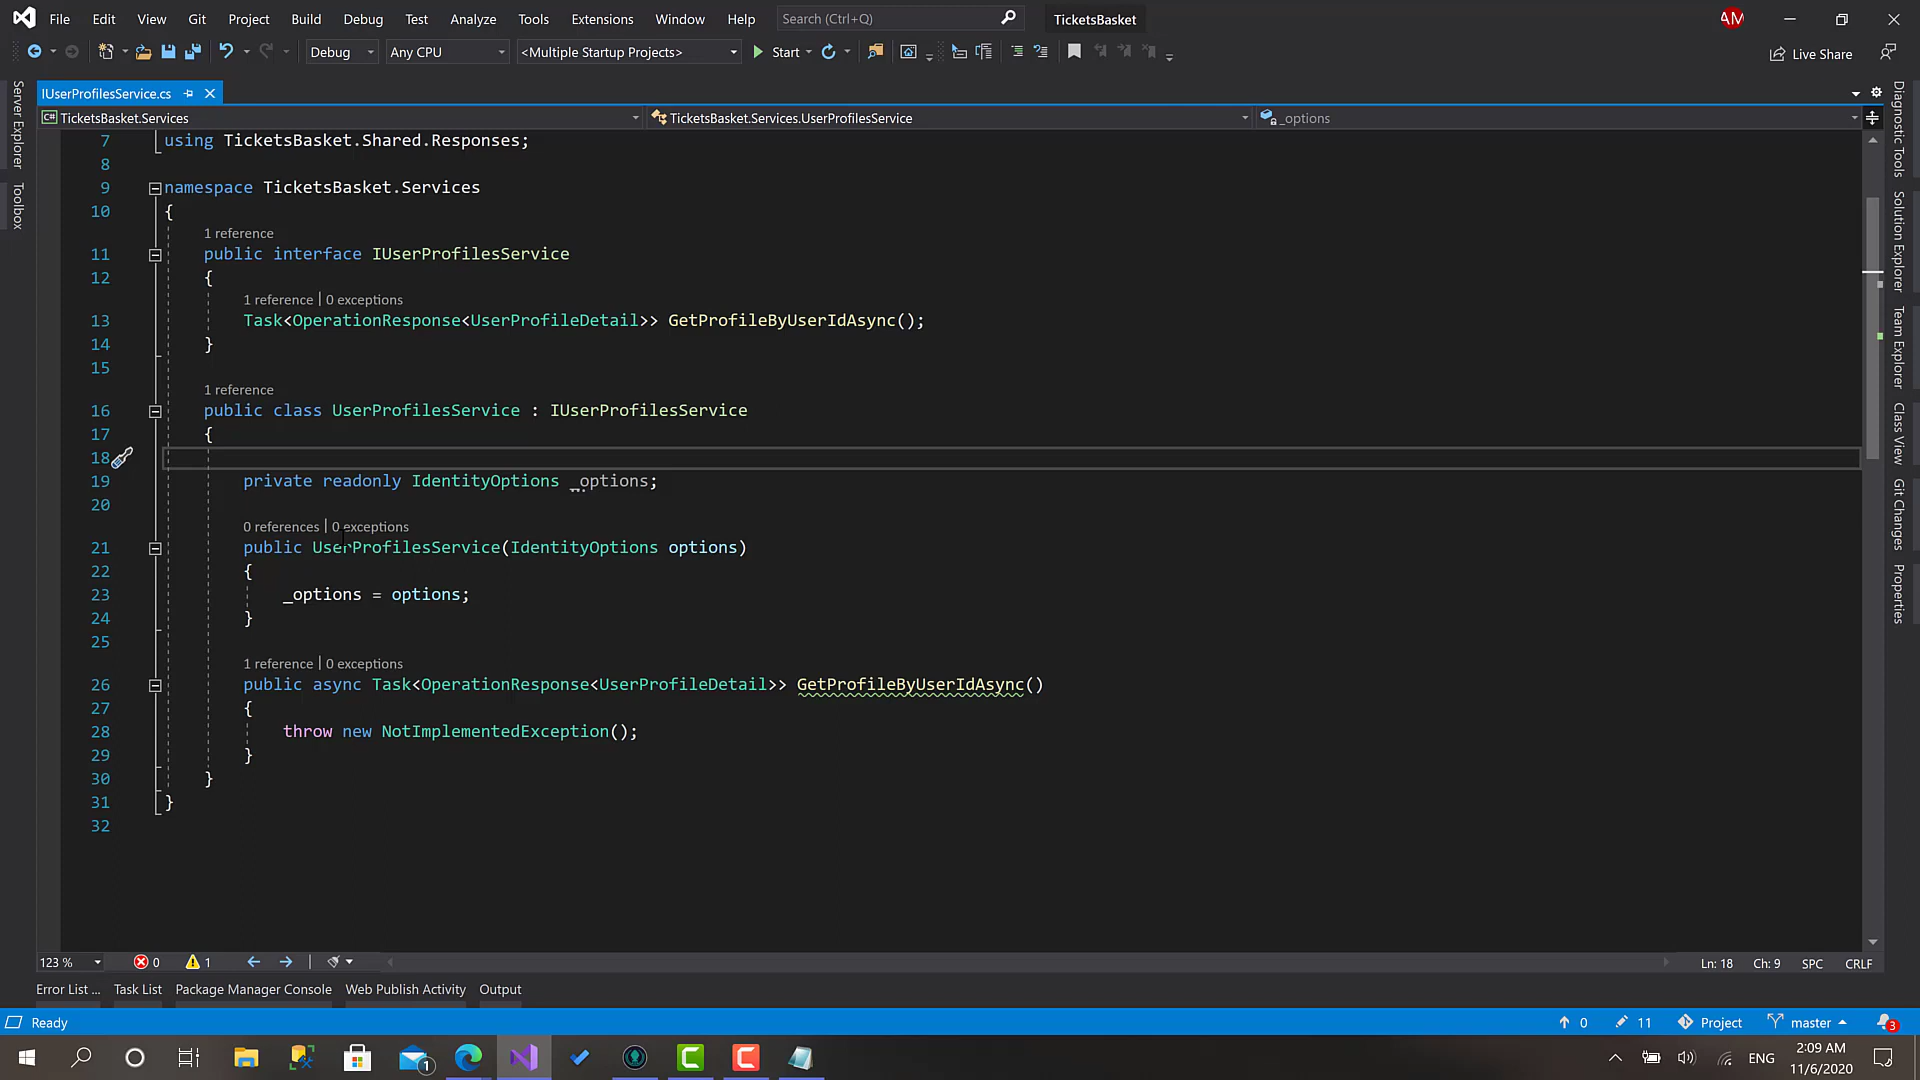 File Edit View Git Project Build Debug Test Analyze Tools Extensions Window Help Search (Ctrl+Q) TicketsBasket AM
Debug Any CPU <Multiple Startup Projects> Start Live Share
IUserProfilesService.cs
C# TicketsBasket.Services TicketsBasket.Services.UserProfilesService _options
Server Explorer
Toolbox
7 using TicketsBasket.Shared.Responses;
8
9 namespace TicketsBasket.Services
10 {
1 reference
11 public interface IUserProfilesService
12 {
1 reference | 0 exceptions
13 Task<OperationResponse<UserProfileDetail>> GetProfileByUserIdAsync();
14 }
15
1 reference
16 public class UserProfilesService : IUserProfilesService
17 {
18
19 private readonly IdentityOptions _options;
20
0 references | 0 exceptions
21 public UserProfilesService(IdentityOptions options)
22 {
23 _options = options;
24 }
25
1 reference | 0 exceptions
26 public async Task<OperationResponse<UserProfileDetail>> GetProfileByUserIdAsync()
27 {
28 throw new NotImplementedException();
29 }
30 }
31 }
32
Diagnostic Tools
Solution Explorer
Team Explorer
Class View
Git Changes
Properties
123 % 0 1 Ln: 18 Ch: 9 SPC CRLF
Error List ... Task List Package Manager Console Web Publish Activity Output
Ready 0 11 Project master 3
1 ENG 2:09 AM
11/6/2020